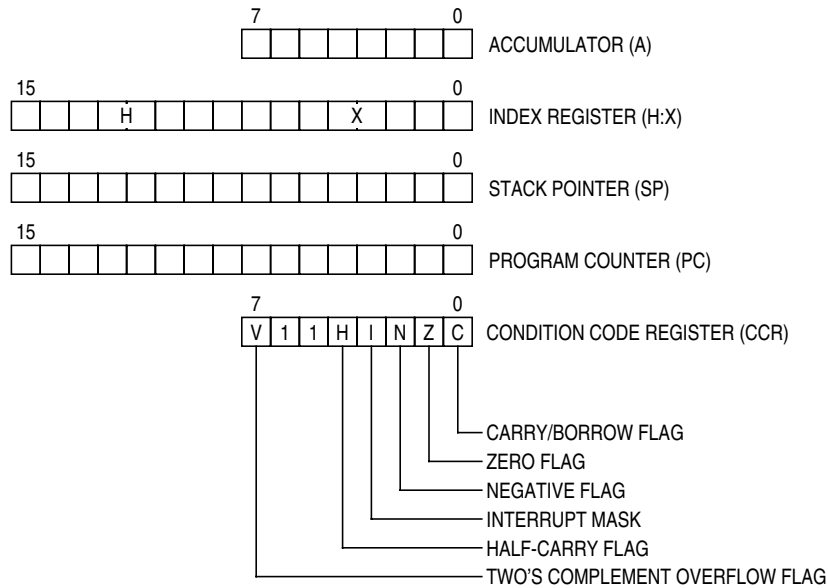 7 0
ACCUMULATOR (A)
15 0
H X INDEX REGISTER (H:X)
15 0
STACK POINTER (SP)
15 0
PROGRAM COUNTER (PC)
7 0
V 1 1 H I N Z C CONDITION CODE REGISTER (CCR)
CARRY/BORROW FLAG
ZERO FLAG
NEGATIVE FLAG
INTERRUPT MASK
HALF-CARRY FLAG
TWO'S COMPLEMENT OVERFLOW FLAG